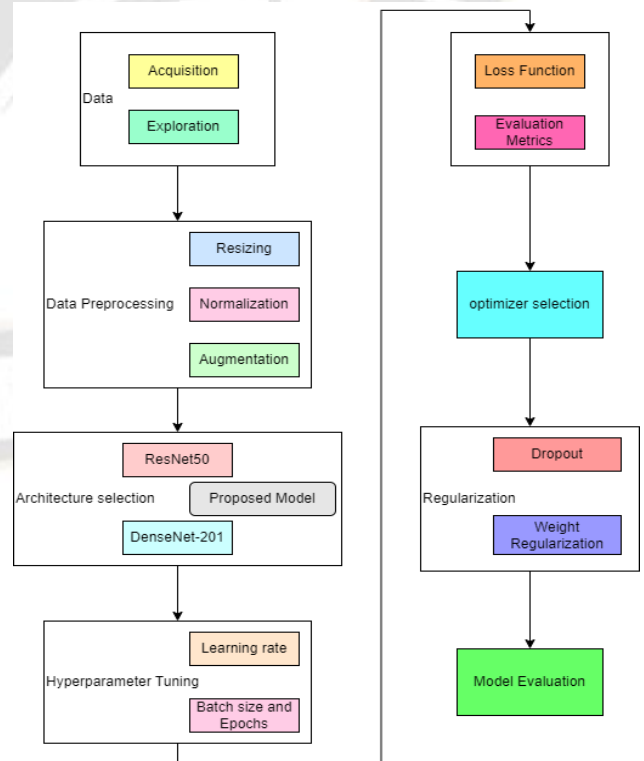 Acquisition
Data
Exploration
Resizing
Data Preprocessing
Normalization
Augmentation
ResNet50
Architecture selection
Proposed Model
DenseNet-201
Learning rate
Hyperparameter Tuning
Batch size and
Epochs
Loss Function
Evaluation
Metrics
optimizer selection
Dropout
Regularization
Weight
Regularization
Model Evaluation